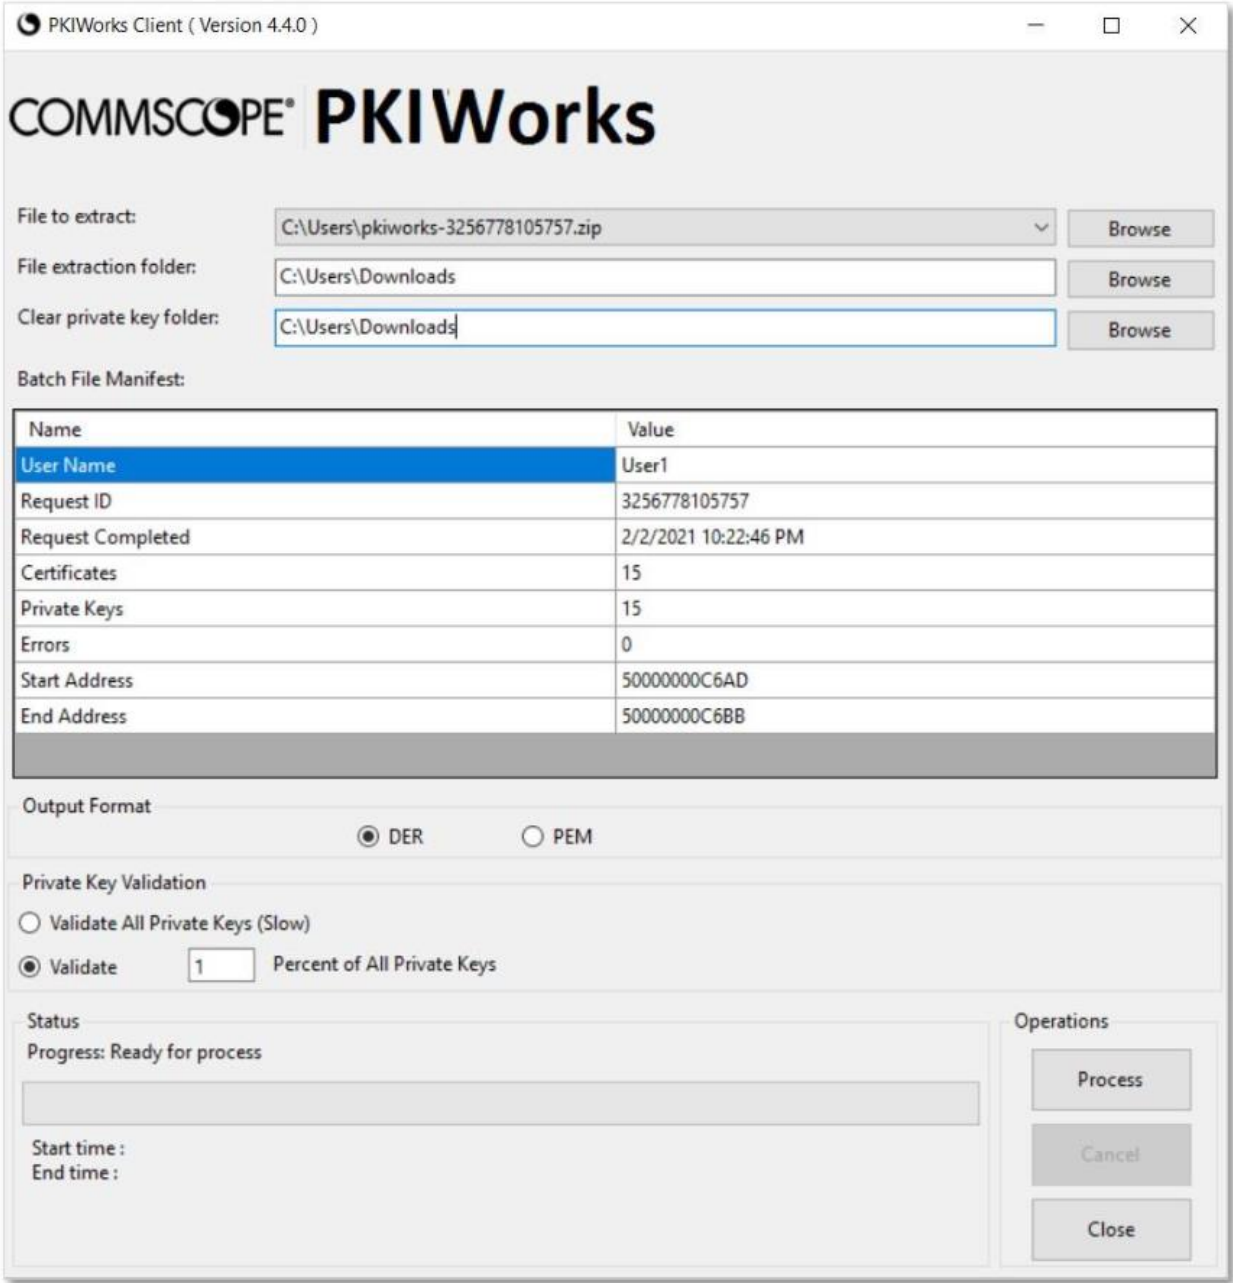 PKIWorks Client ( Version 4.4.0 )
COMMSCOPE® PKIWorks
File to extract: C:\Users\pkiworks-3256778105757.zip Browse
File extraction folder: C:\Users\Downloads Browse
Clear private key folder: C:\Users\Downloads Browse
Batch File Manifest:
Name Value
User Name User1
Request ID 3256778105757
Request Completed 2/2/2021 10:22:46 PM
Certificates 15
Private Keys 15
Errors 0
Start Address 50000000C6AD
End Address 50000000C6BB
Output Format
DER PEM
Private Key Validation
Validate All Private Keys (Slow)
Validate 1 Percent of All Private Keys
Status Operations
Progress: Ready for process
Process
Start time :
Cancel
End time :
Close